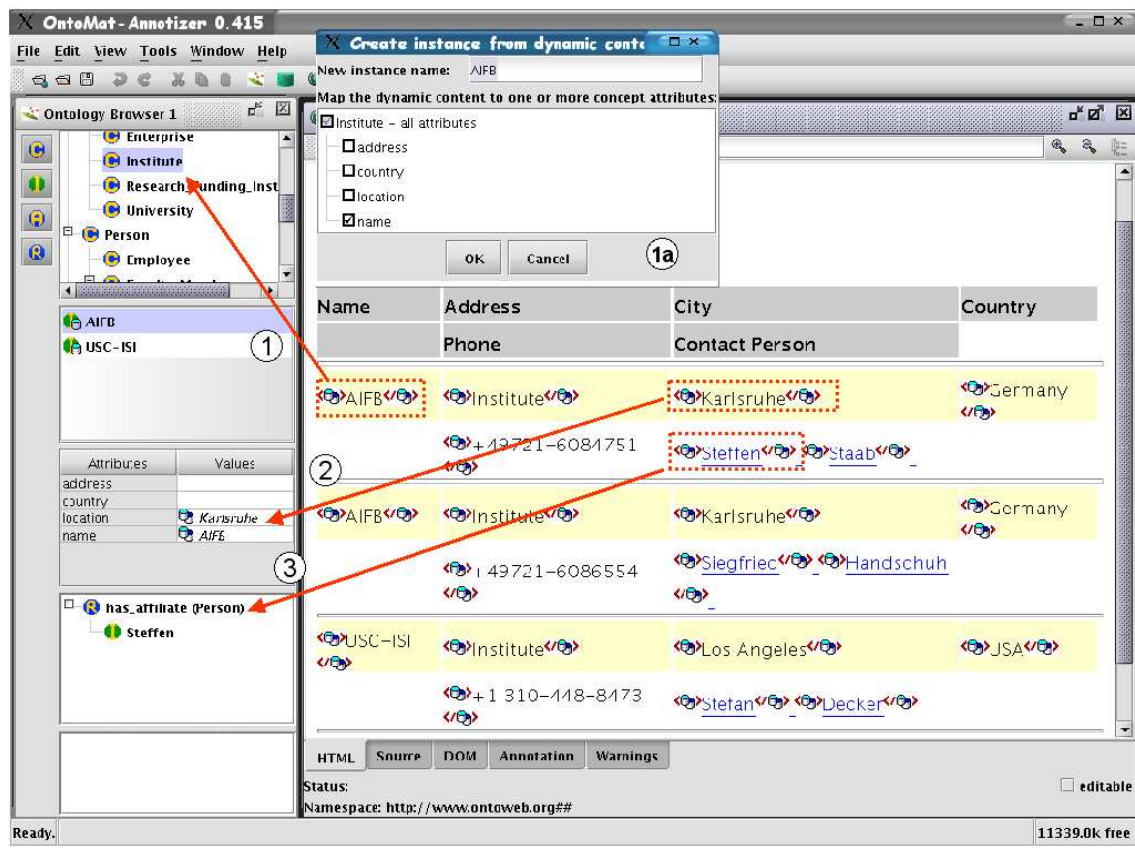 OntoMat-Annotizer 0.415
File Edit View Tools Window Help
Create instance from dynamic conte
New instance name: AIFB
Map the dynamic content to one or more concept attributes:
Institute - all attributes
address
country
location
name
OK Cancel
1a
Ontology Browser 1
Enterprise
Institute
University
Person
Employee
AIFB
USC-ISI
1
Attributes Values
address
country
location Karlsruhe
name AIFB
2
3
has_affiliate (Person)
Steffen
Name Address City Country
Phone Contact Person
AIFB Institute Karlsruhe Germany
+49721-6084751 Steffen Staab
AIFB Institute Karlsruhe Germany
49721-6086554 Siegfriec Handschuh
USC-ISI Institute Los Angeles USA
+1 310-448-8473 Stefan Decker
HTML Source DOM Annotation Warnings
Status:
editable
Namespace: http://www.ontoweb.org##
Ready.
11339.0k free